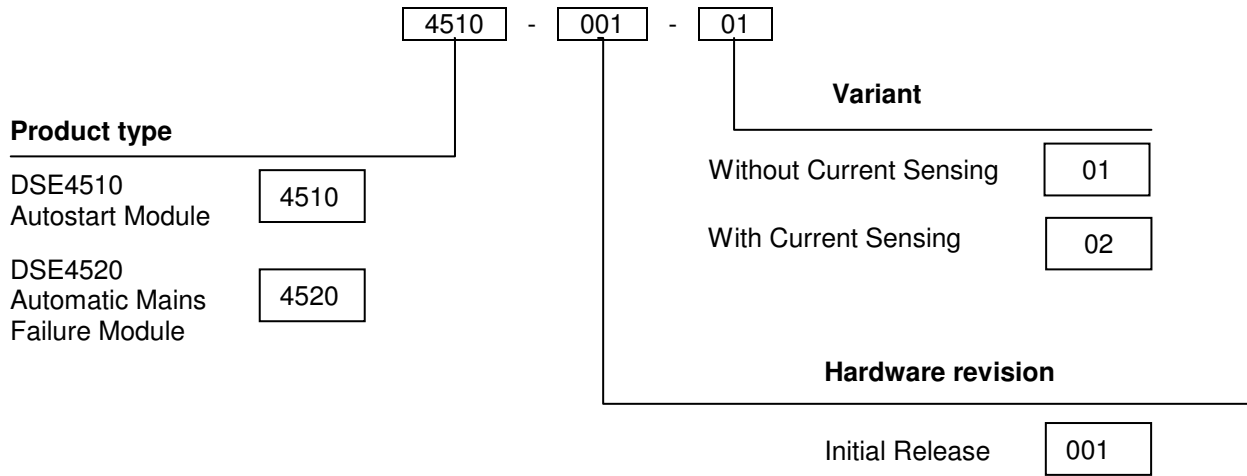 4510 - 001 - 01
Variant
Product type
Without Current Sensing 01
DSE4510
Autostart Module
4510
With Current Sensing 02
DSE4520
Automatic Mains
Failure Module
4520
Hardware revision
Initial Release 001